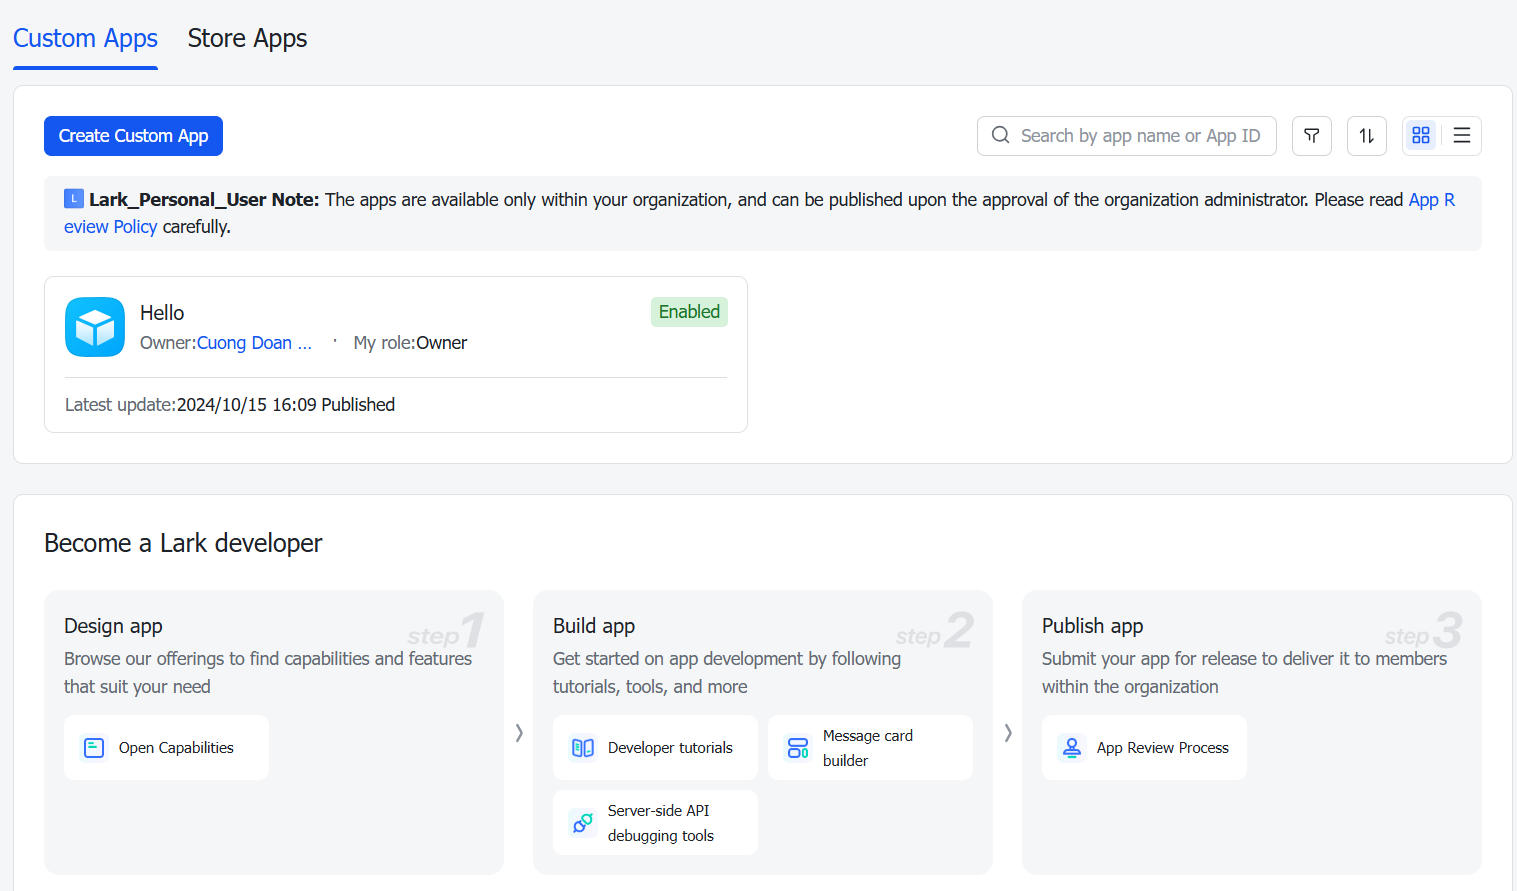 Custom Apps Store Apps
Create Custom App
Search by app name or App ID
L Lark_Personal_User Note: The apps are available only within your organization, and can be published upon the approval of the organization administrator. Please read App R
eview Policy carefully.
Hello
Enabled
Owner:Cuong Doan ... · My role:Owner
Latest update:2024/10/15 16:09 Published
Become a Lark developer
Design app
step 1
Browse our offerings to find capabilities and features
that suit your need
Open Capabilities
Build app
step 2
Get started on app development by following
tutorials, tools, and more
Developer tutorials
Message card
builder
Server-side API
debugging tools
Publish app
step 3
Submit your app for release to deliver it to members
within the organization
App Review Process